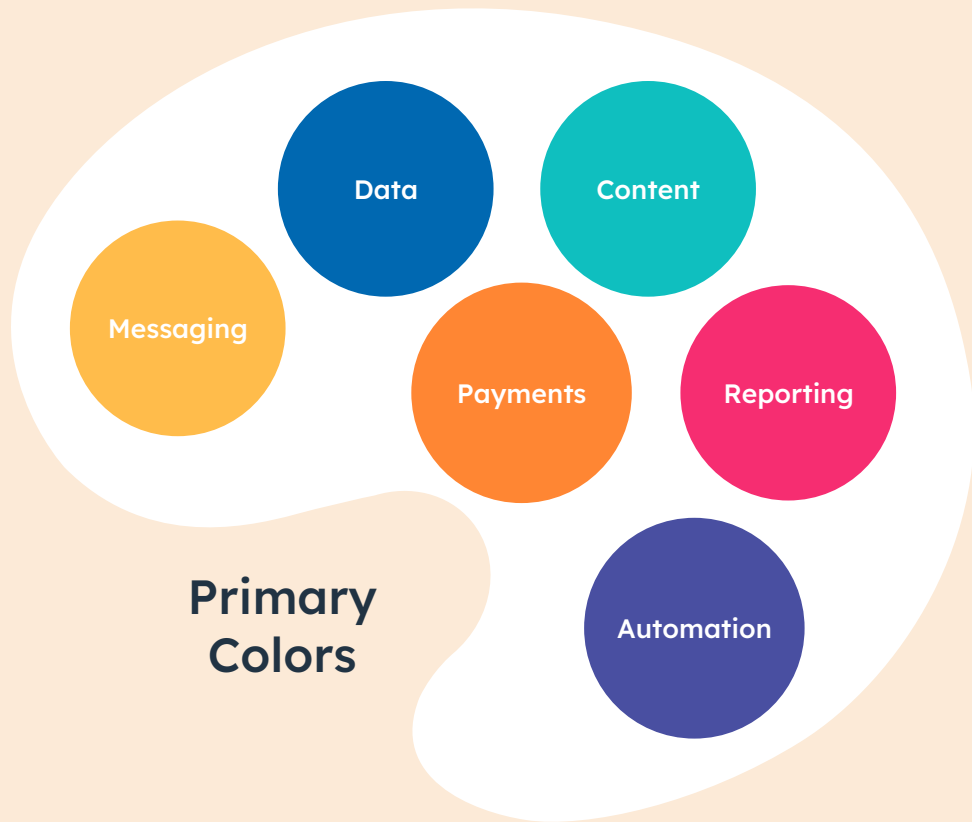 Data
Content
Messaging
Payments
Reporting
Automation
Primary
Colors